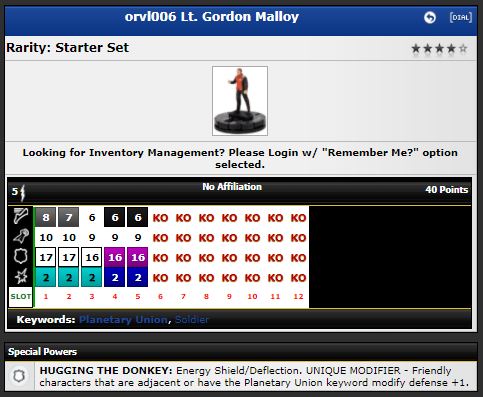 orvl006 Lt. Gordon Malloy
[DIAL]
Rarity: Starter Set
Looking for Inventory Management? Please Login w/ "Remember Me?" option
selected.
5 No Affiliation 40 Points
8 7 6 6 6 KO KO KO KO KO KO KO
10 10 9 9 9 KO KO KO KO KO KO KO
17 17 17 16 16 KO KO KO KO KO KO KO
2 2 2 2 2 KO KO KO KO KO KO KO
SLOT 1 2 3 4 5 6 7 8 9 10 11 12
Keywords: Planetary Union, Soldier
Special Powers
HUGGING THE DONKEY: Energy Shield/Deflection. UNIQUE MODIFIER - Friendly
characters that are adjacent or have the Planetary Union keyword modify defense +1.